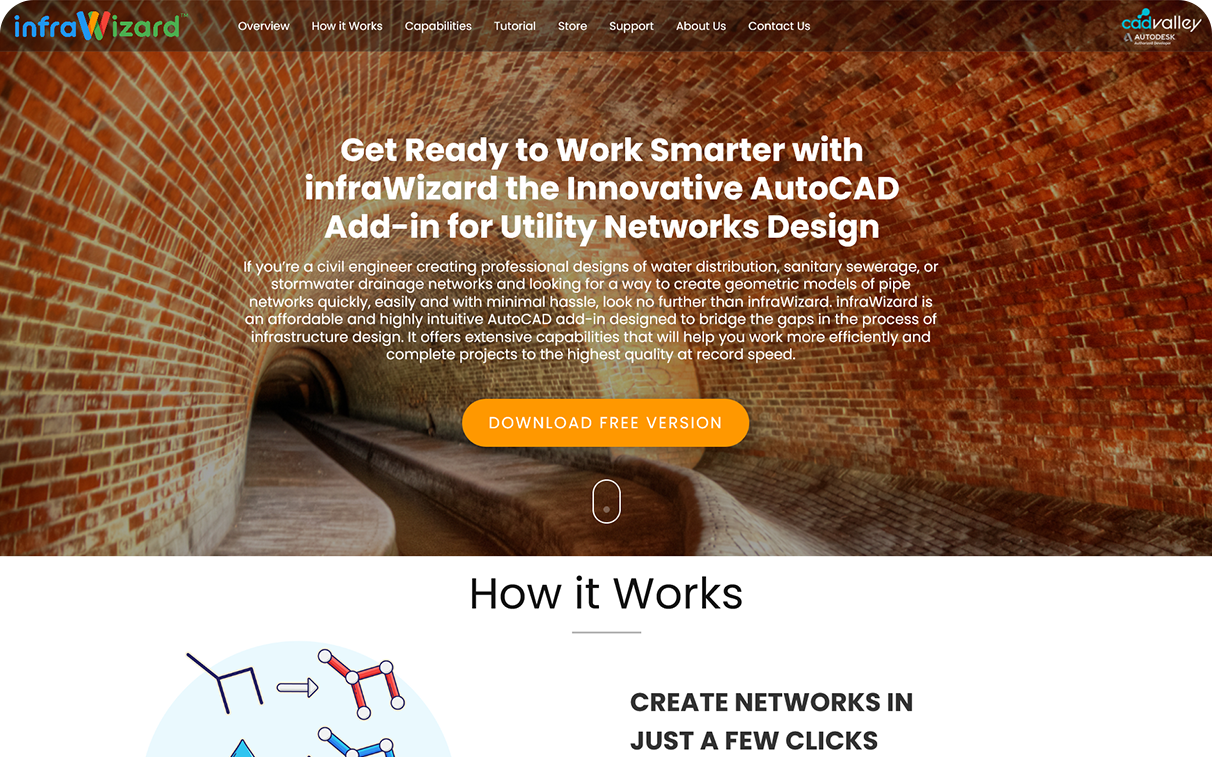 infraWizard™
Overview How it Works Capabilities Tutorial Store Support About Us Contact Us
cadvalley
AUTODESK
Authorized Developer
Get Ready to Work Smarter with
infraWizard the Innovative AutoCAD
Add-in for Utility Networks Design
If you're a civil engineer creating professional designs of water distribution, sanitary sewerage, or
stormwater drainage networks and looking for a way to create geometric models of pipe
networks quickly, easily and with minimal hassle, look no further than infraWizard. infraWizard is
an affordable and highly intuitive AutoCAD add-in designed to bridge the gaps in the process of
infrastructure design. It offers extensive capabilities that will help you work more efficiently and
complete projects to the highest quality at record speed.
DOWNLOAD FREE VERSION
How it Works
CREATE NETWORKS IN
JUST A FEW CLICKS